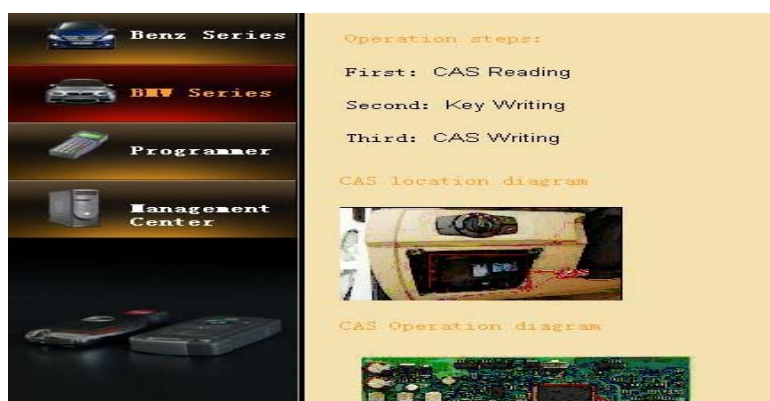 Benz Series
BMW Series
Programmer
Management
Center
Operation steps:
First: CAS Reading
Second: Key Writing
Third: CAS Writing
CAS location diagram
CAS Operation diagram